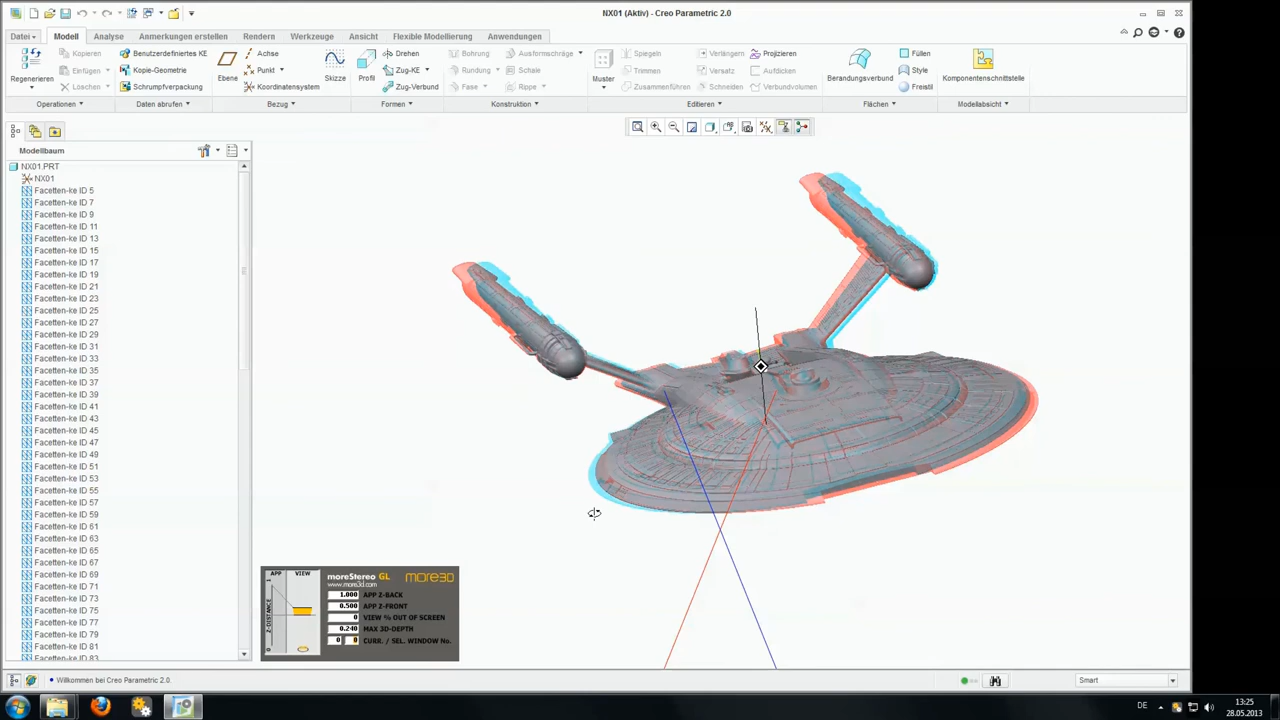 NX01 (Aktiv) - Creo Parametric 2.0
Datei Modell Analyse Anmerkungen erstellen Rendern Werkzeuge Ansicht Flexible Modellierung Anwendungen
Regenerieren
Kopieren
Einfügen
Löschen
Benutzerdefiniertes KE
Kopie-Geometrie
Schrumpfverpackung
Ebene
Achse
Punkt
Koordinatensystem
Skizze
Profil
Drehen
Zug-KE
Zug-Verbund
Bohrung
Rundung
Fase
Ausformschräge
Schale
Rippe
Muster
Spiegeln
Trimmen
Zusammenführen
Verlängern
Versatz
Schneiden
Projizieren
Aufdicken
Verbundvolumen
Berandungsverbund
Füllen
Style
Freistil
Komponentenschnittstelle
Operationen Daten abrufen Bezug Formen Konstruktion Editieren Flächen Modellabsicht
Modellbaum
NX01.PRT
NX01
Facetten-ke ID 5
Facetten-ke ID 7
Facetten-ke ID 9
Facetten-ke ID 11
Facetten-ke ID 13
Facetten-ke ID 15
Facetten-ke ID 17
Facetten-ke ID 19
Facetten-ke ID 21
Facetten-ke ID 23
Facetten-ke ID 25
Facetten-ke ID 27
Facetten-ke ID 29
Facetten-ke ID 31
Facetten-ke ID 33
Facetten-ke ID 35
Facetten-ke ID 37
Facetten-ke ID 39
Facetten-ke ID 41
Facetten-ke ID 43
Facetten-ke ID 45
Facetten-ke ID 47
Facetten-ke ID 49
Facetten-ke ID 51
Facetten-ke ID 53
Facetten-ke ID 55
Facetten-ke ID 57
Facetten-ke ID 59
Facetten-ke ID 61
Facetten-ke ID 63
Facetten-ke ID 65
Facetten-ke ID 67
Facetten-ke ID 69
Facetten-ke ID 71
Facetten-ke ID 73
Facetten-ke ID 75
Facetten-ke ID 77
Facetten-ke ID 79
Facetten-ke ID 81
Facetten-ke ID 83
APP VIEW
Z-DISTANCE
1
0
moreStereo GL more3D
www.more3d.com
1.000 APP Z-BACK
0.500 APP Z-FRONT
0 VIEW % OUT OF SCREEN
0.240 MAX 3D-DEPTH
0 0 CURR. / SEL. WINDOW No.
Willkommen bei Creo Parametric 2.0.
Smart
DE
13:25
28.05.2013